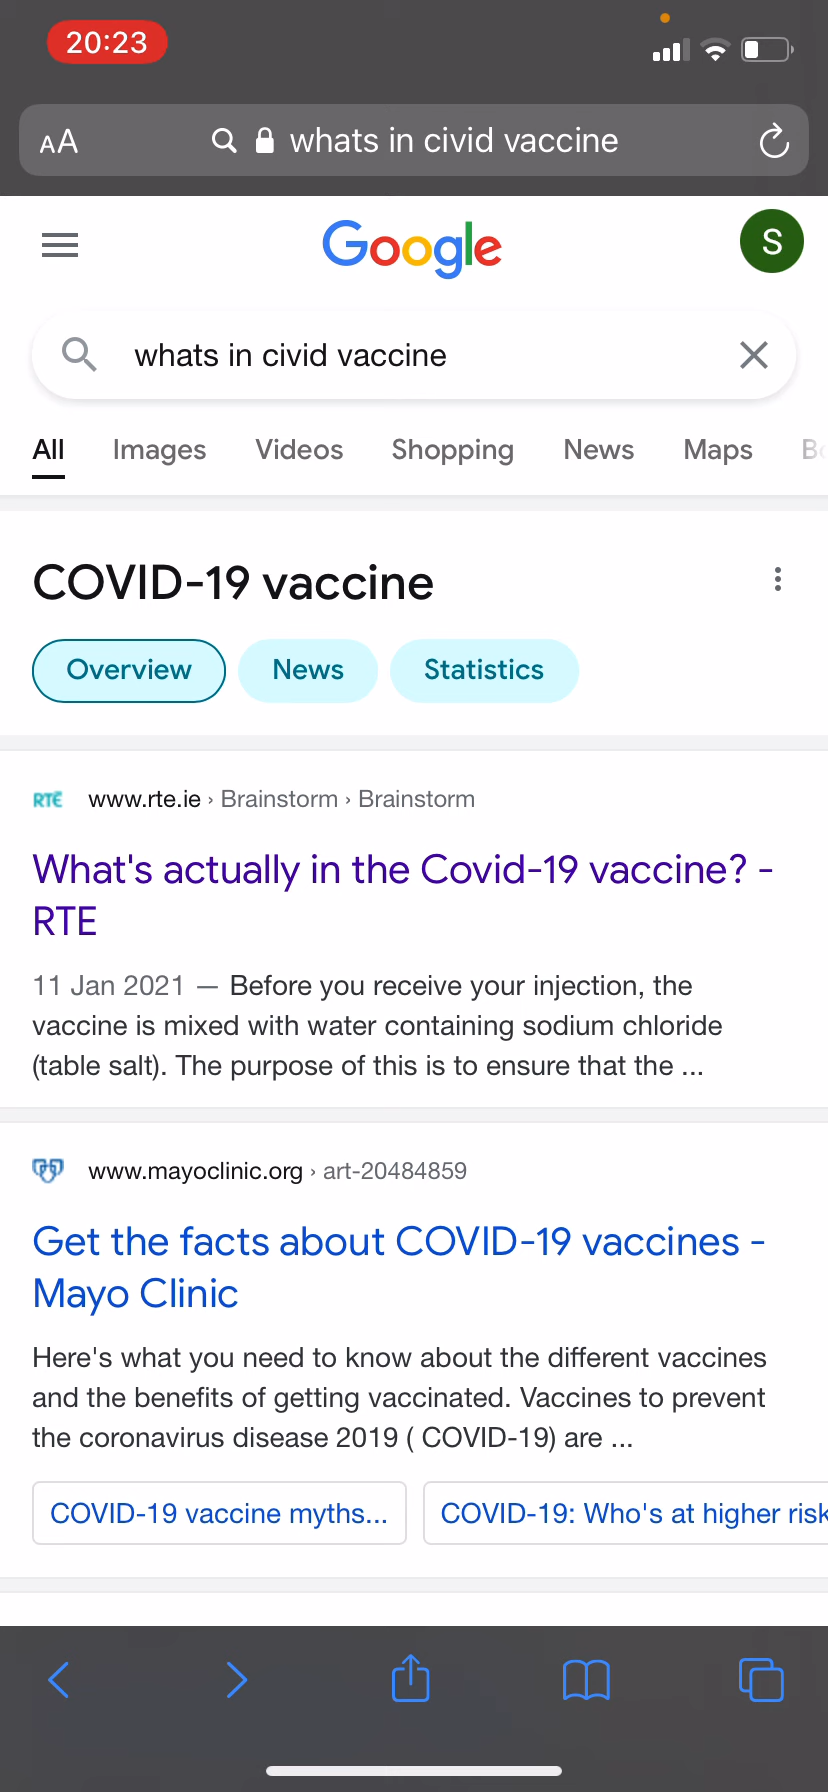 20:23
AA whats in civid vaccine
Google
S
whats in civid vaccine
All Images Videos Shopping News Maps
COVID-19 vaccine
Overview News Statistics
RTÉ www.rte.ie › Brainstorm › Brainstorm
What's actually in the Covid-19 vaccine? -
RTE
11 Jan 2021 — Before you receive your injection, the
vaccine is mixed with water containing sodium chloride
(table salt). The purpose of this is to ensure that the ...
www.mayoclinic.org › art-20484859
Get the facts about COVID-19 vaccines -
Mayo Clinic
Here's what you need to know about the different vaccines
and the benefits of getting vaccinated. Vaccines to prevent
the coronavirus disease 2019 ( COVID-19) are ...
COVID-19 vaccine myths... COVID-19: Who's at higher risk